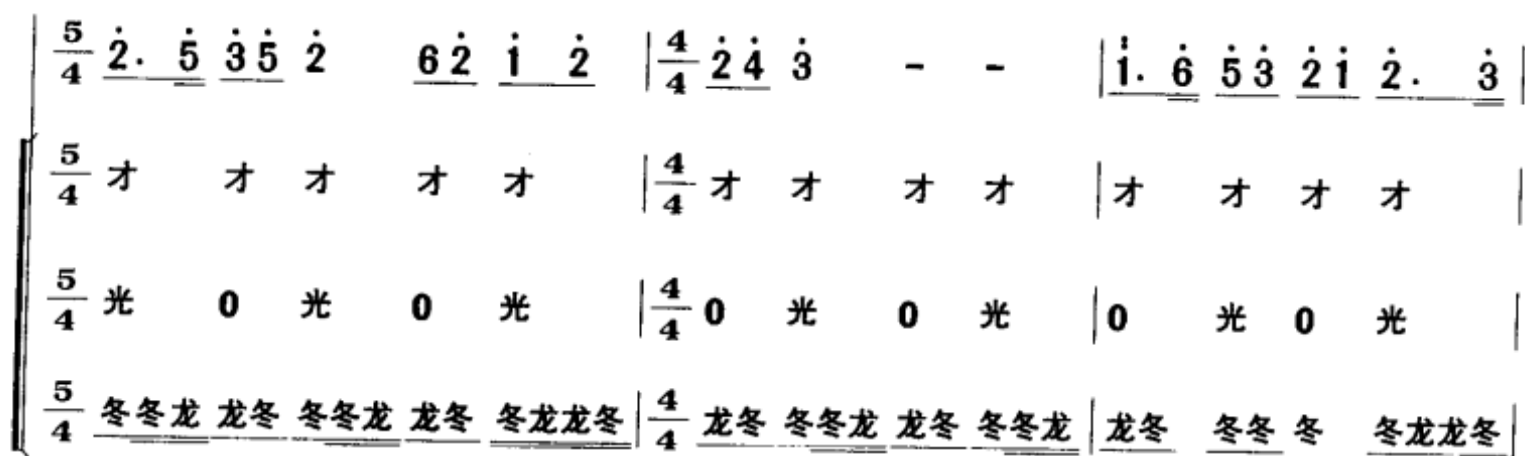 5/4 2̇. 5̇ 3̇ 5̇ 2̇ 6 2̇ 1̇ 2̇ | 4/4 2̇ 4̇ 3̇ - - | 1̈. 6̇ 5̇ 3̇ 2̇ 1̇ 2̇. 3̇ |
5/4 才 才 才 才 才 | 4/4 才 才 才 才 | 才 才 才 才 |
5/4 光 0 光 0 光 | 4/4 0 光 0 光 | 0 光 0 光 |
5/4 冬冬龙 龙冬 冬冬龙 龙冬 冬龙龙冬 | 4/4 龙冬 冬冬龙 龙冬 冬冬龙 | 龙冬 冬冬 冬 冬龙龙冬 |